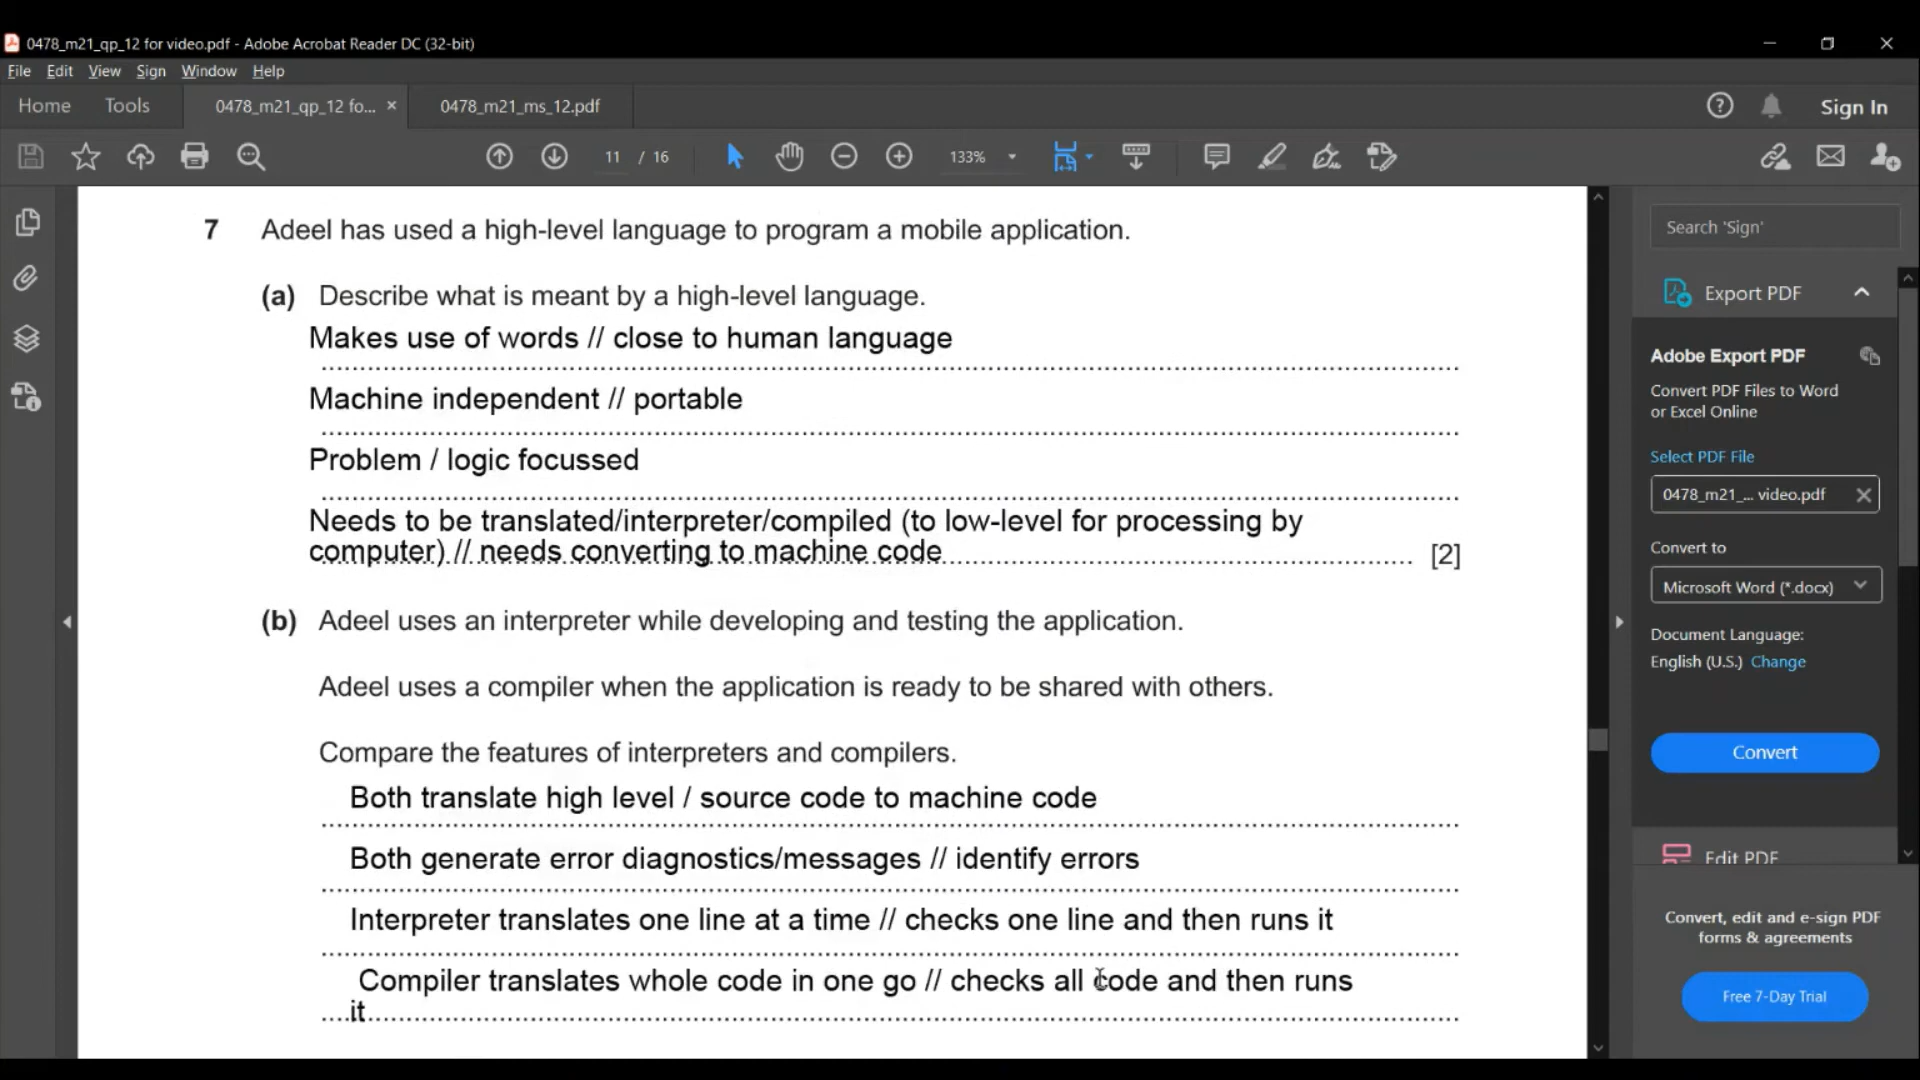 0478_m21_qp_12 for video.pdf - Adobe Acrobat Reader DC (32-bit)
File Edit View Sign Window Help
Home Tools 0478_m21_qp_12 fo... × 0478_m21_ms_12.pdf Sign In
11 / 16 133%
7 Adeel has used a high-level language to program a mobile application.
(a) Describe what is meant by a high-level language.
Makes use of words // close to human language
Machine independent // portable
Problem / logic focussed
Needs to be translated/interpreter/compiled (to low-level for processing by
computer) // needs converting to machine code [2]
(b) Adeel uses an interpreter while developing and testing the application.
Adeel uses a compiler when the application is ready to be shared with others.
Compare the features of interpreters and compilers.
Both translate high level / source code to machine code
Both generate error diagnostics/messages // identify errors
Interpreter translates one line at a time // checks one line and then runs it
Compiler translates whole code in one go // checks all code and then runs
it
Search 'Sign'
Export PDF
Adobe Export PDF
Convert PDF Files to Word
or Excel Online
Select PDF File
0478_m21_... video.pdf
Convert to
Microsoft Word (*.docx)
Document Language:
English (U.S.) Change
Convert
Edit PDF
Convert, edit and e-sign PDF
forms & agreements
Free 7-Day Trial